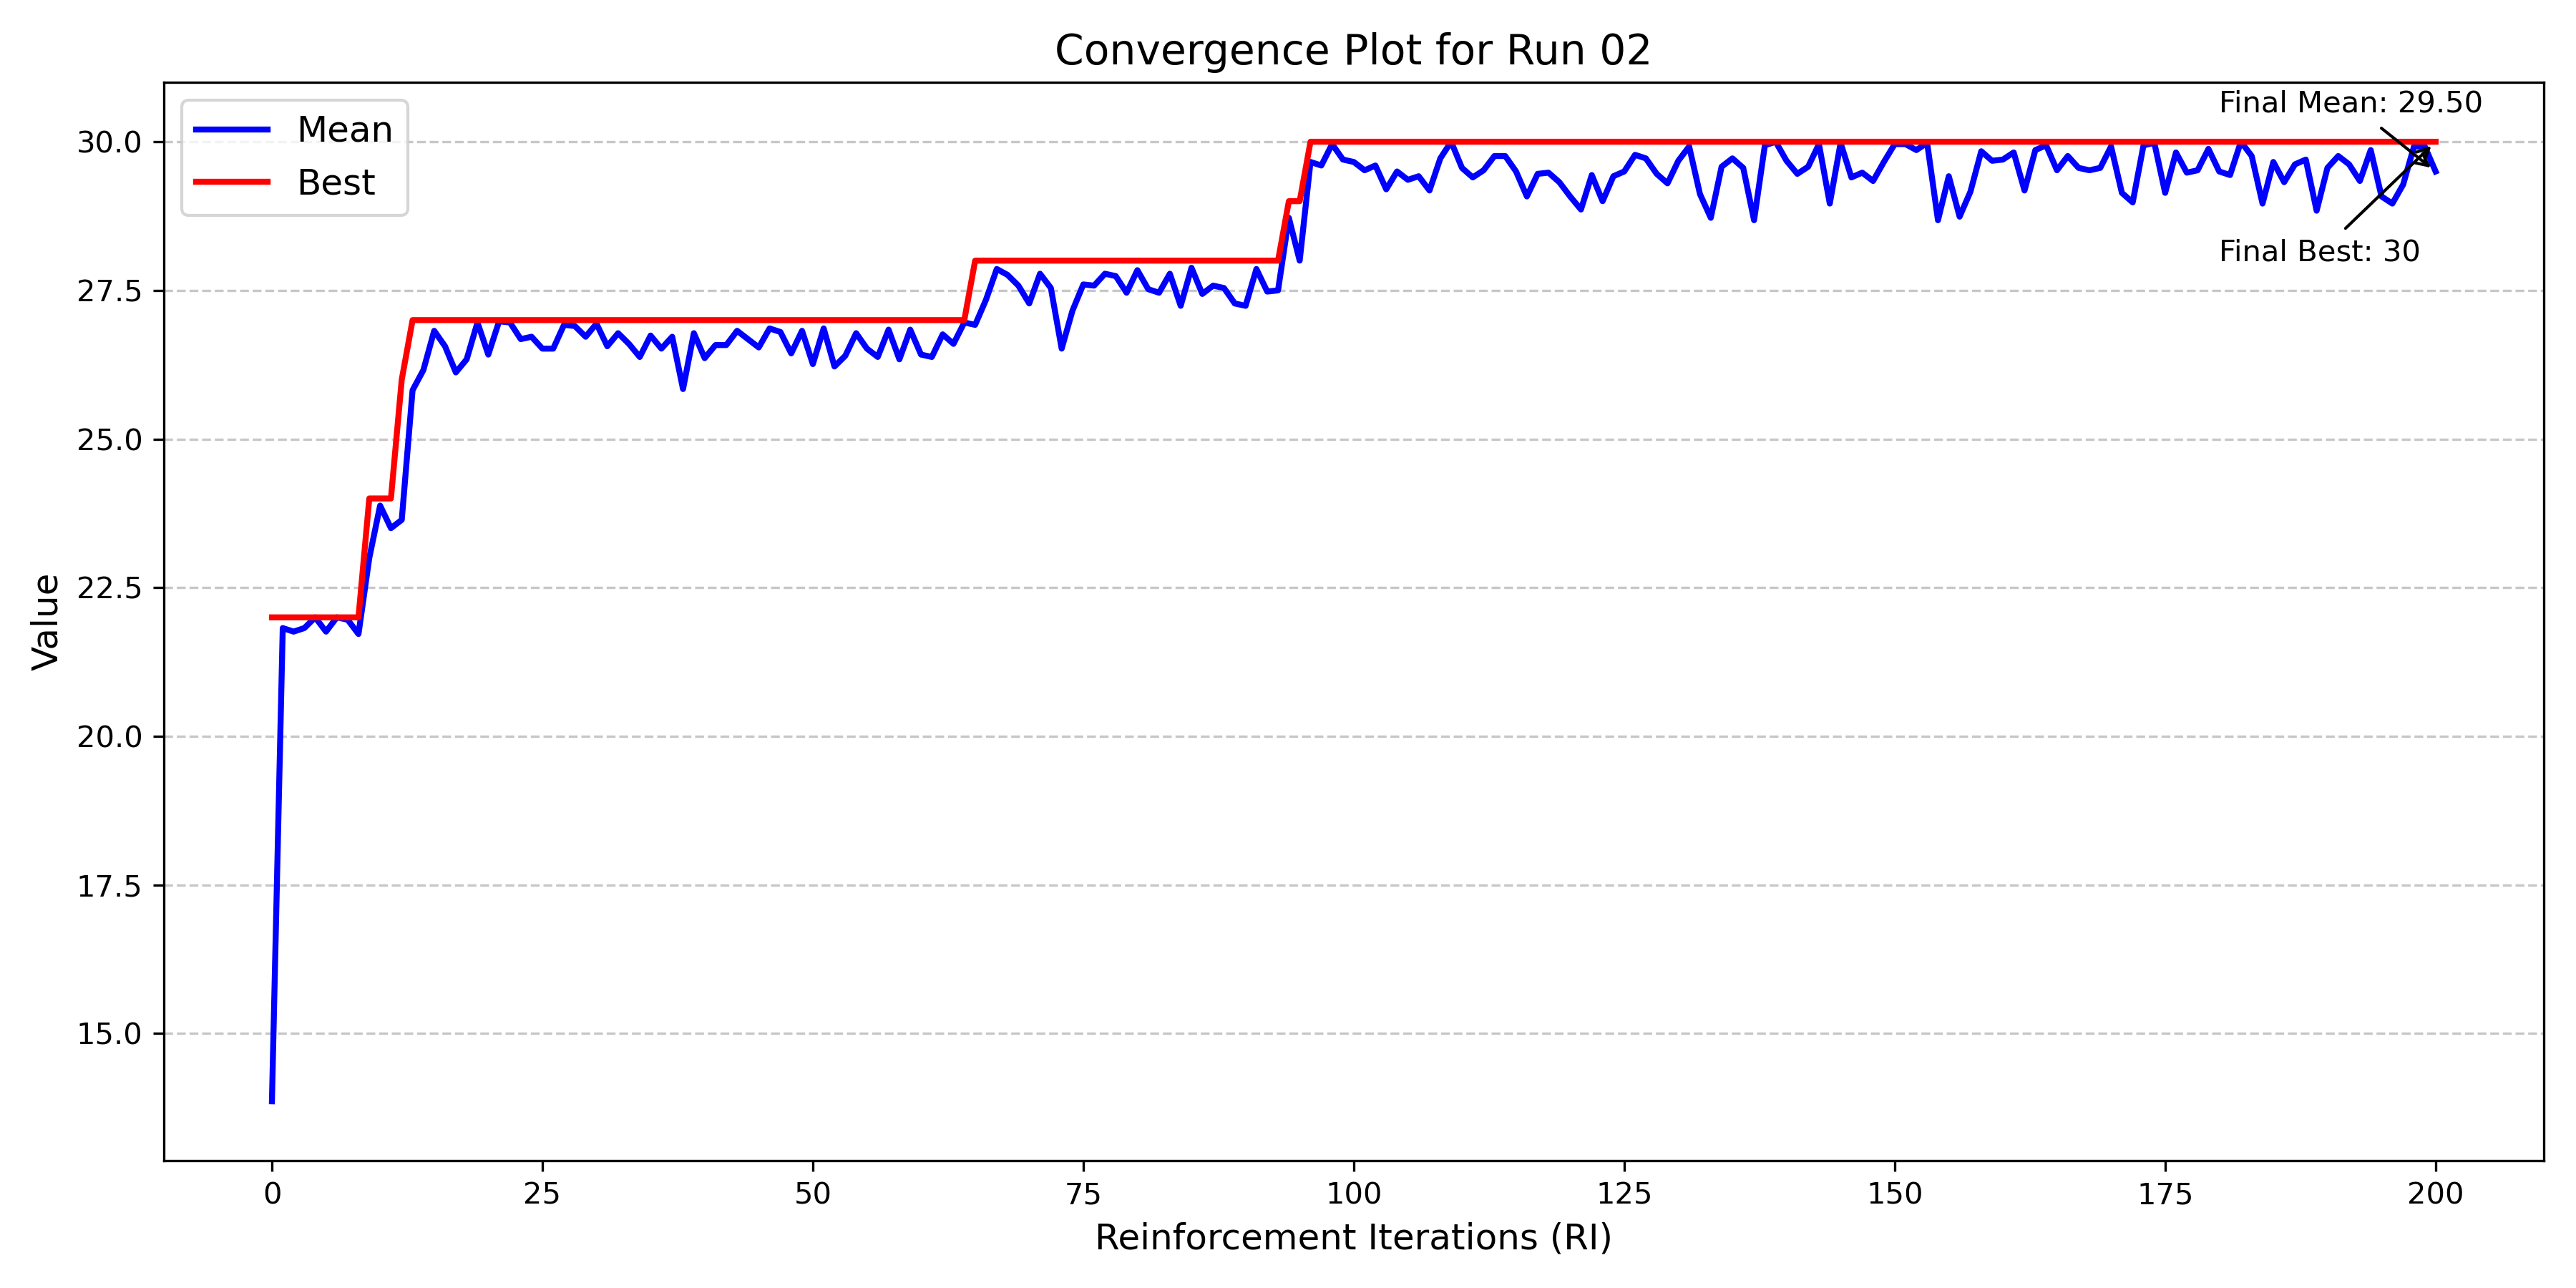 Convergence Plot for Run 02
Mean
Best
Final Mean: 29.50
Final Best: 30
Value
30.0
27.5
25.0
22.5
20.0
17.5
15.0
0 25 50 75 100 125 150 175 200
Reinforcement Iterations (RI)